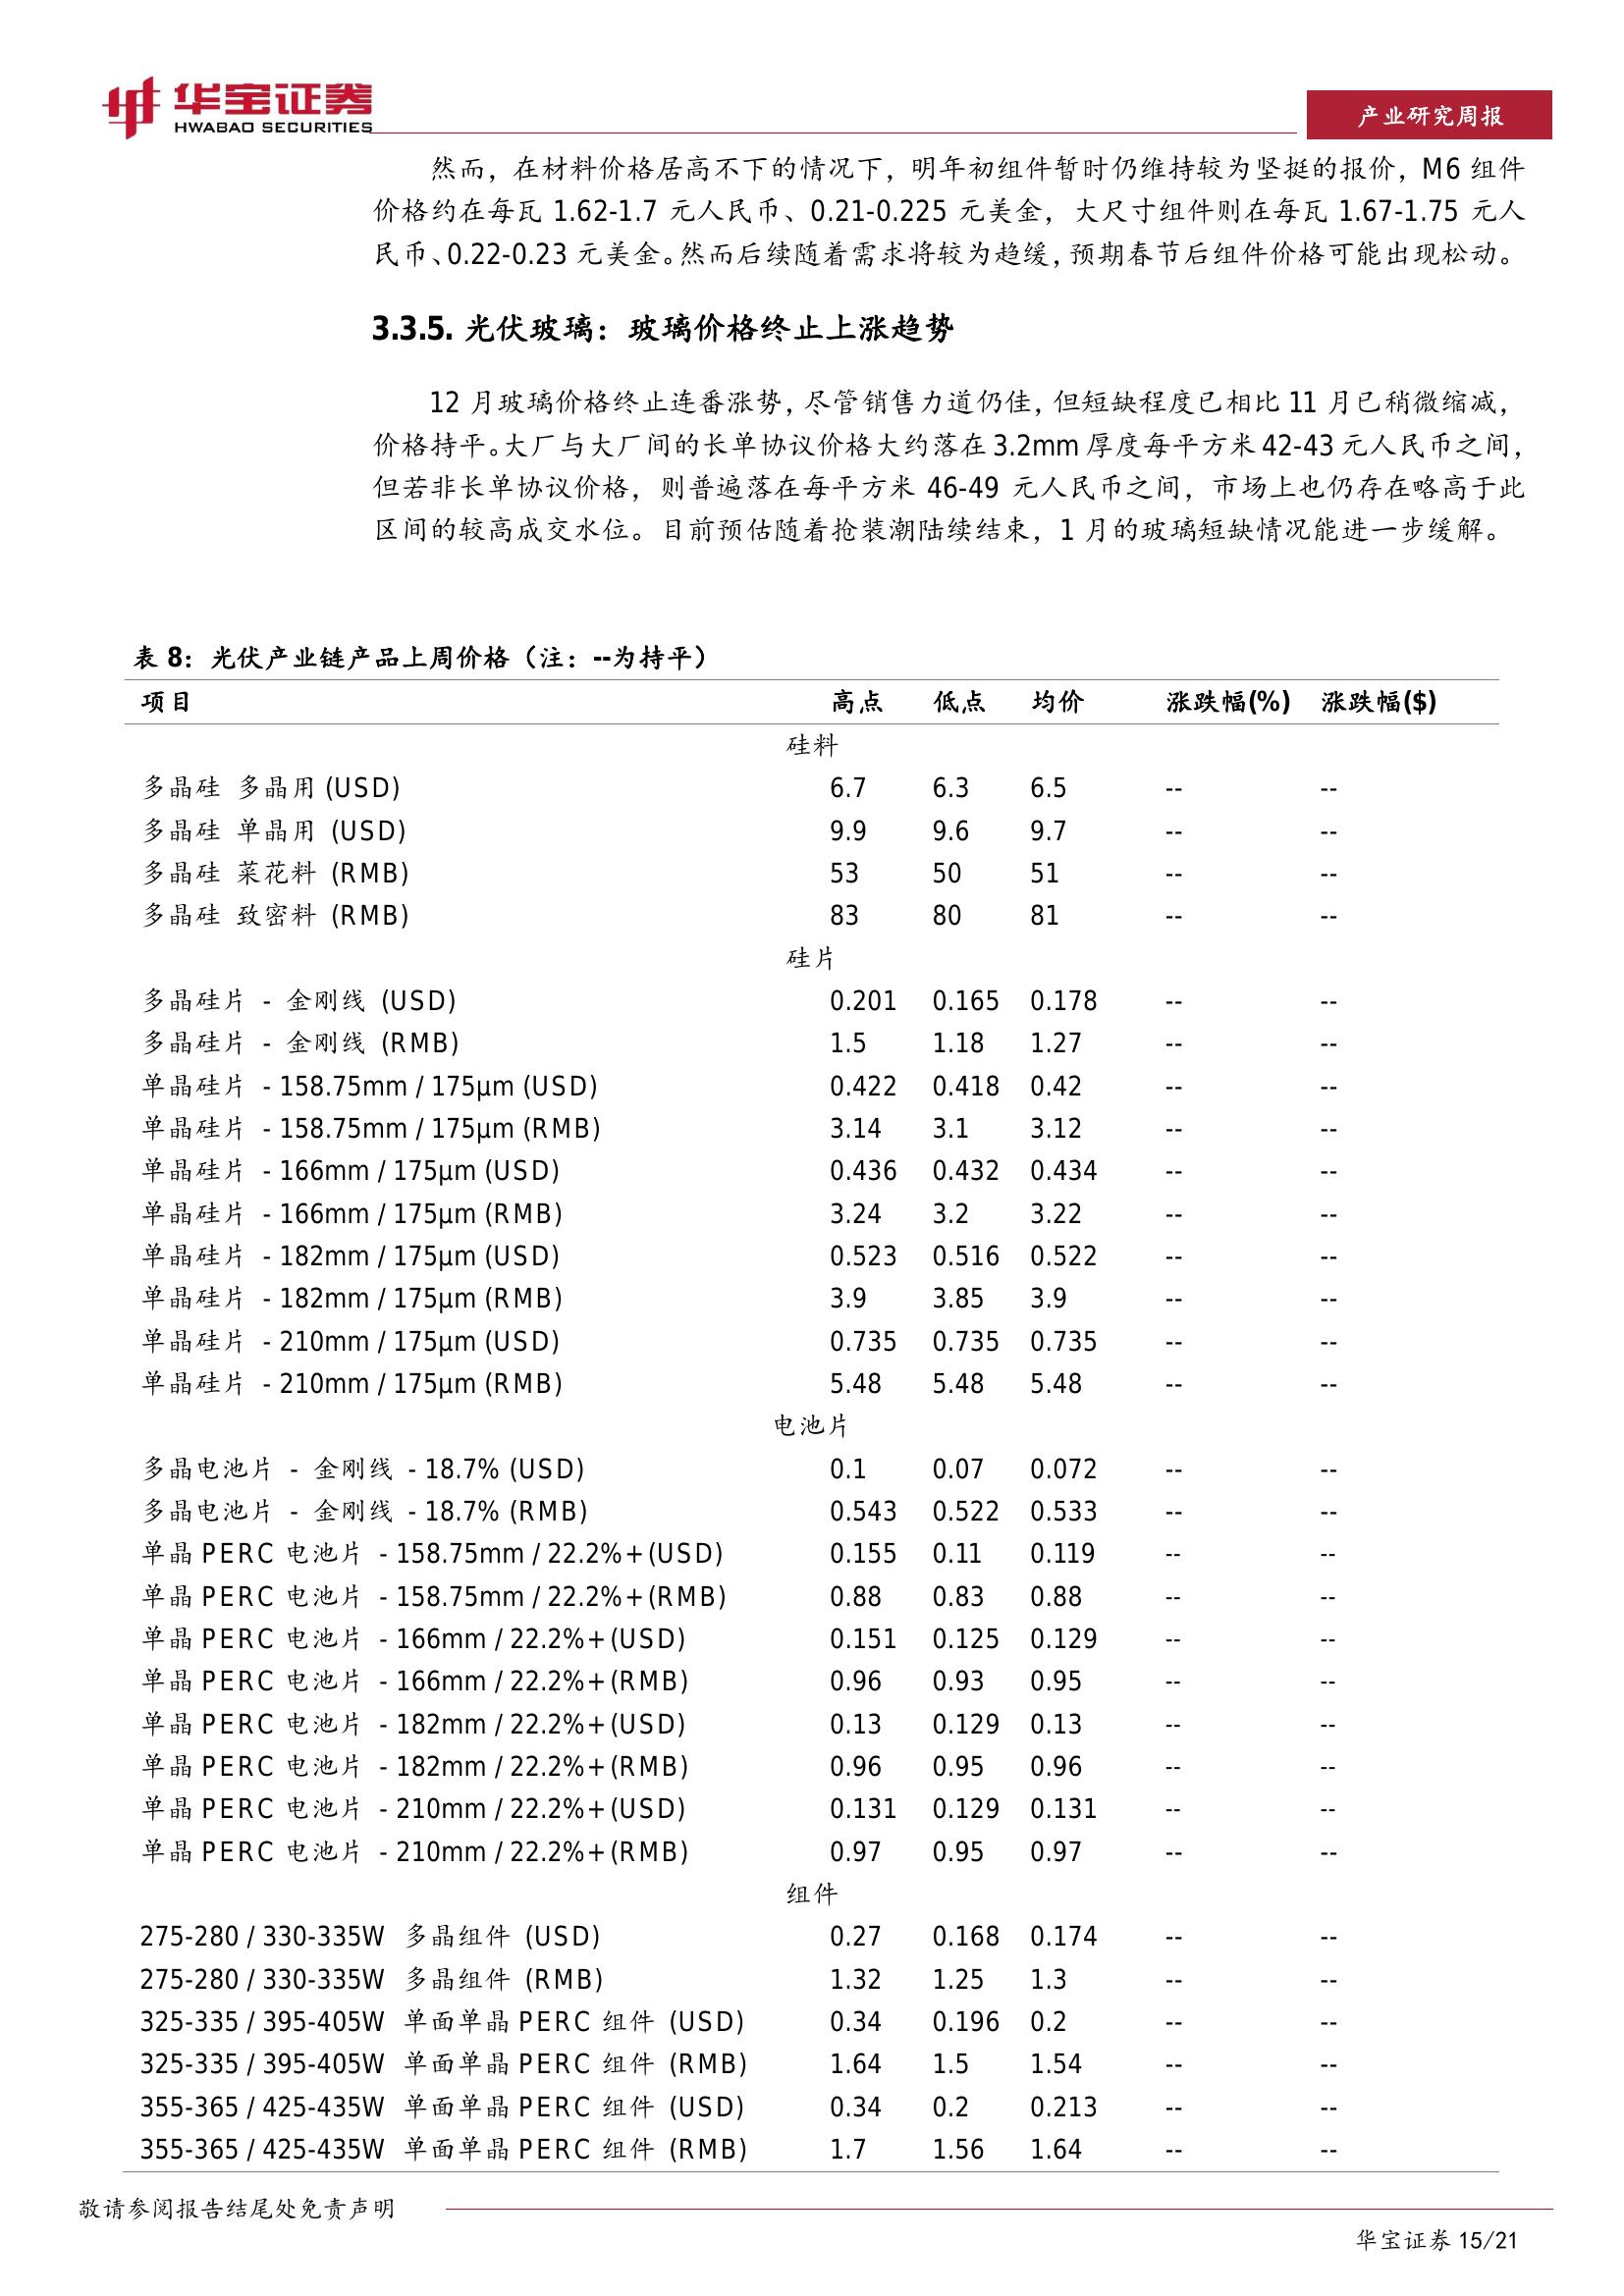 华宝证券
HWABAO SECURITIES
产业研究周报
然而，在材料价格居高不下的情况下，明年初组件暂时仍维持较为坚挺的报价，M6 组件
价格约在每瓦 1.62-1.7 元人民币、0.21-0.225 元美金，大尺寸组件则在每瓦 1.67-1.75 元人
民币、0.22-0.23 元美金。然而后续随着需求将较为趋缓，预期春节后组件价格可能出现松动。
3.3.5. 光伏玻璃：玻璃价格终止上涨趋势
12 月玻璃价格终止连番涨势，尽管销售力道仍佳，但短缺程度已相比 11 月已稍微缩减，
价格持平。大厂与大厂间的长单协议价格大约落在 3.2mm 厚度每平方米 42-43 元人民币之间，
但若非长单协议价格，则普遍落在每平方米 46-49 元人民币之间，市场上也仍存在略高于此
区间的较高成交水位。目前预估随着抢装潮陆续结束，1 月的玻璃短缺情况能进一步缓解。
表 8：光伏产业链产品上周价格（注：--为持平）
项目 高点 低点 均价 涨跌幅(%) 涨跌幅($)
硅料
多晶硅 多晶用 (USD) 6.7 6.3 6.5 -- --
多晶硅 单晶用 (USD) 9.9 9.6 9.7 -- --
多晶硅 菜花料 (RMB) 53 50 51 -- --
多晶硅 致密料 (RMB) 83 80 81 -- --
硅片
多晶硅片 - 金刚线 (USD) 0.201 0.165 0.178 -- --
多晶硅片 - 金刚线 (RMB) 1.5 1.18 1.27 -- --
单晶硅片 - 158.75mm / 175μm (USD) 0.422 0.418 0.42 -- --
单晶硅片 - 158.75mm / 175μm (RMB) 3.14 3.1 3.12 -- --
单晶硅片 - 166mm / 175μm (USD) 0.436 0.432 0.434 -- --
单晶硅片 - 166mm / 175μm (RMB) 3.24 3.2 3.22 -- --
单晶硅片 - 182mm / 175μm (USD) 0.523 0.516 0.522 -- --
单晶硅片 - 182mm / 175μm (RMB) 3.9 3.85 3.9 -- --
单晶硅片 - 210mm / 175μm (USD) 0.735 0.735 0.735 -- --
单晶硅片 - 210mm / 175μm (RMB) 5.48 5.48 5.48 -- --
电池片
多晶电池片 - 金刚线 - 18.7% (USD) 0.1 0.07 0.072 -- --
多晶电池片 - 金刚线 - 18.7% (RMB) 0.543 0.522 0.533 -- --
单晶 PERC 电池片 - 158.75mm / 22.2%+ (USD) 0.155 0.11 0.119 -- --
单晶 PERC 电池片 - 158.75mm / 22.2%+ (RMB) 0.88 0.83 0.88 -- --
单晶 PERC 电池片 - 166mm / 22.2%+ (USD) 0.151 0.125 0.129 -- --
单晶 PERC 电池片 - 166mm / 22.2%+ (RMB) 0.96 0.93 0.95 -- --
单晶 PERC 电池片 - 182mm / 22.2%+ (USD) 0.13 0.129 0.13 -- --
单晶 PERC 电池片 - 182mm / 22.2%+ (RMB) 0.96 0.95 0.96 -- --
单晶 PERC 电池片 - 210mm / 22.2%+ (USD) 0.131 0.129 0.131 -- --
单晶 PERC 电池片 - 210mm / 22.2%+ (RMB) 0.97 0.95 0.97 -- --
组件
275-280 / 330-335W 多晶组件 (USD) 0.27 0.168 0.174 -- --
275-280 / 330-335W 多晶组件 (RMB) 1.32 1.25 1.3 -- --
325-335 / 395-405W 单面单晶 PERC 组件 (USD) 0.34 0.196 0.2 -- --
325-335 / 395-405W 单面单晶 PERC 组件 (RMB) 1.64 1.5 1.54 -- --
355-365 / 425-435W 单面单晶 PERC 组件 (USD) 0.34 0.2 0.213 -- --
355-365 / 425-435W 单面单晶 PERC 组件 (RMB) 1.7 1.56 1.64 -- --
敬请参阅报告结尾处免责声明
华宝证券 15/21